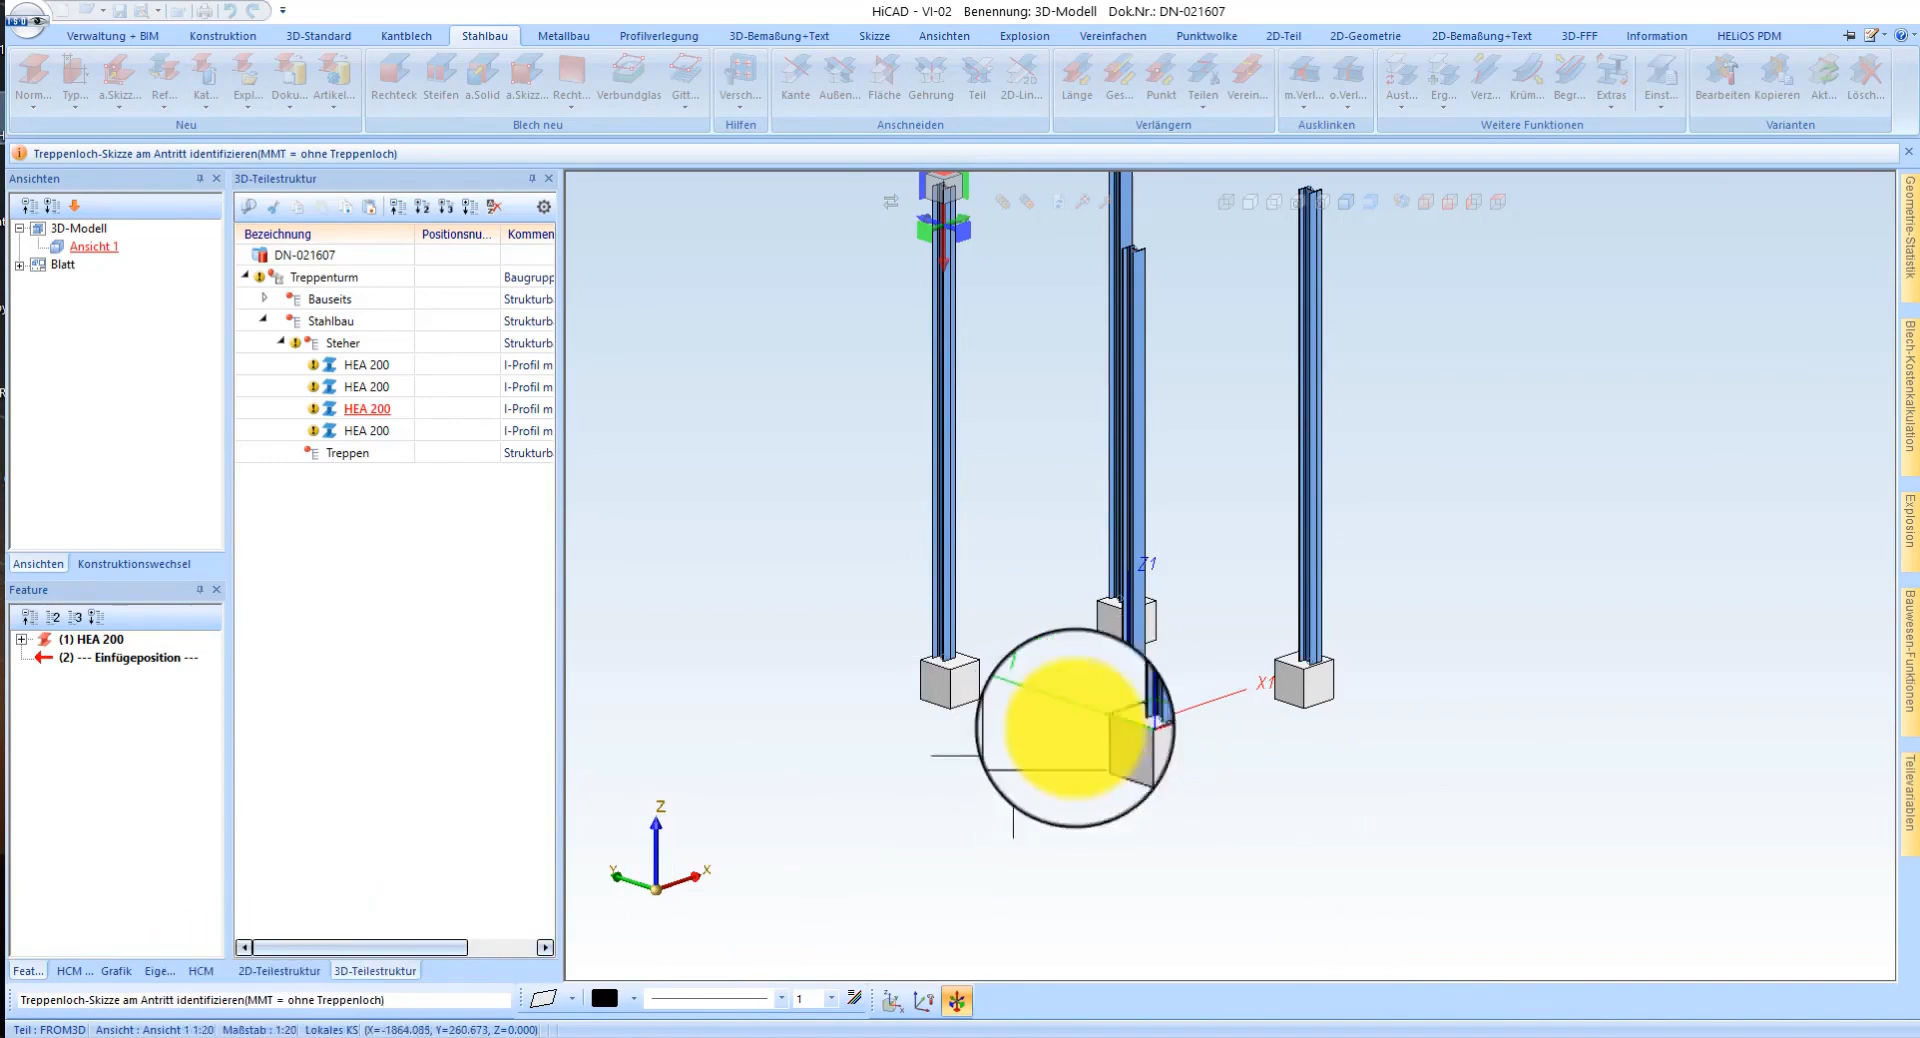 HiCAD - VI-02 Benennung: 3D-Modell Dok.Nr.: DN-021607
ISD
Verwaltung + BIM Konstruktion 3D-Standard Kantblech Stahlbau Metallbau Profilverlegung 3D-Bemaßung+Text Skizze Ansichten Explosion Vereinfachen Punktwolke 2D-Teil 2D-Geometrie 2D-Bemaßung+Text 3D-FFF Information HELiOS PDM
Norm... Typ... a.Skizz... Ref... Kat... Expl... Doku... Artikel... Rechteck Steifen a.Solid a.Skizz... Recht... Verbundglas Gitt... Versch... Kante Außen... Fläche Gehrung Teil 2D-Lin... Länge Ges... Punkt Teilen Verein... m.Verl... o.Verl... Aust... Erg... Verz... Krüm... Begr... Extras Einst... Bearbeiten Kopieren Akt... Lösch...
Neu Blech neu Hilfen Anschneiden Verlängern Ausklinken Weitere Funktionen Varianten
Treppenloch-Skizze am Antritt identifizieren(MMT = ohne Treppenloch)
Ansichten
3D-Modell
Ansicht 1
Blatt
Ansichten Konstruktionswechsel
Feature
(1) HEA 200
(2) --- Einfügeposition ---
Feat... HCM ... Grafik Eige... HCM
3D-Teilestruktur
Bezeichnung Positionsnu... Kommen
DN-021607
Treppenturm Baugrupp
Bauseits Strukturb
Stahlbau Strukturb
Steher Strukturb
HEA 200 I-Profil m
HEA 200 I-Profil m
HEA 200 I-Profil m
HEA 200 I-Profil m
Treppen Strukturb
2D-Teilestruktur 3D-Teilestruktur
Z1
X1
Z
Y
X
Geometrie-Statistik
Blech-Kostenkalkulation
Explosion
Bauwesen-Funktionen
Teilevariablen
Treppenloch-Skizze am Antritt identifizieren(MMT = ohne Treppenloch)
1
Teil : FROM3D Ansicht : Ansicht 1 1:20 Maßstab : 1:20 Lokales KS (X=-1864.085, Y=260.673, Z=0.000)